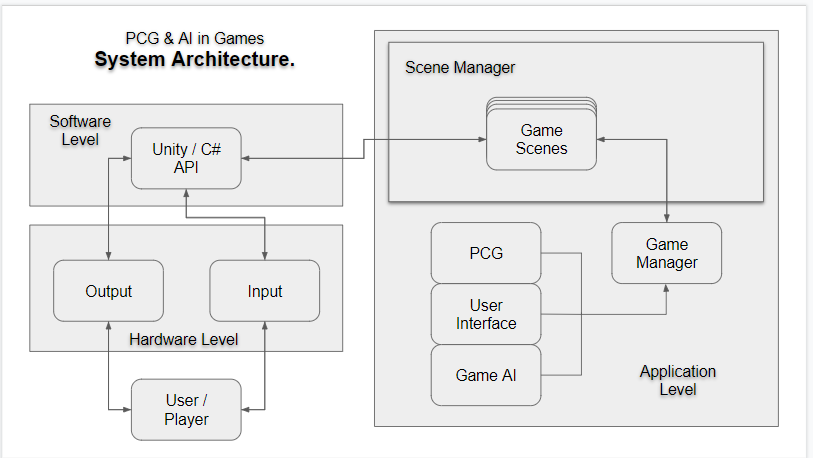 PCG & AI in Games
System Architecture.
Software
Level
Unity / C#
API
Output
Input
Hardware Level
User /
Player
Scene Manager
Game
Scenes
PCG
User
Interface
Game AI
Game
Manager
Application
Level